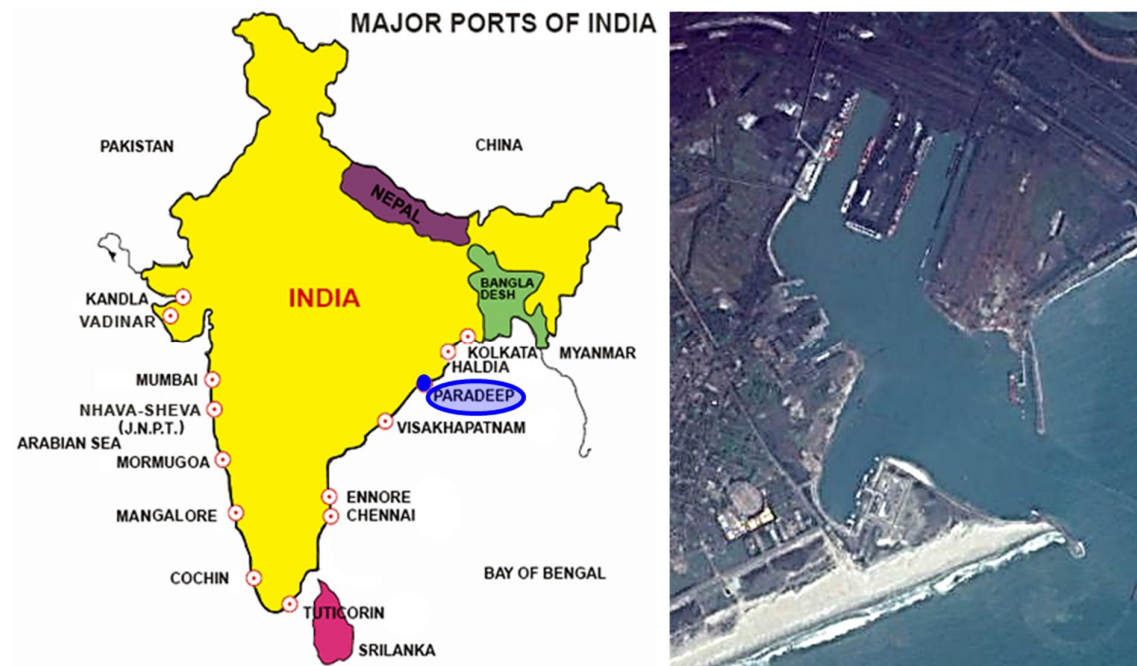 MAJOR PORTS OF INDIA
PAKISTAN
CHINA
NEPAL
INDIA
BANGLA
DESH
KANDLA
VADINAR
KOLKATA
MYANMAR
HALDIA
MUMBAI
PARADEEP
NHAVA-SHEVA
(J.N.P.T.)
VISAKHAPATNAM
ARABIAN SEA
MORMUGOA
ENNORE
MANGALORE
CHENNAI
COCHIN
BAY OF BENGAL
TUTICORIN
SRILANKA